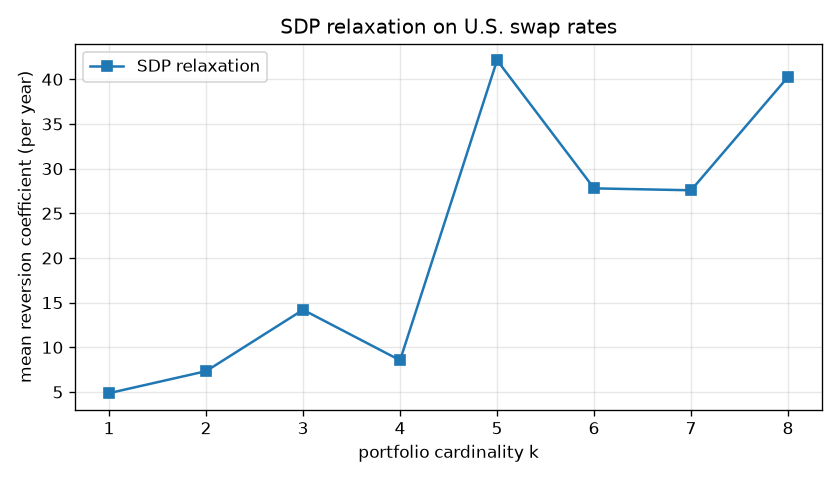 SDP relaxation on U.S. swap rates
SDP relaxation
mean reversion coefficient (per year)
40
35
30
25
20
15
10
5
1 2 3 4 5 6 7 8
portfolio cardinality k